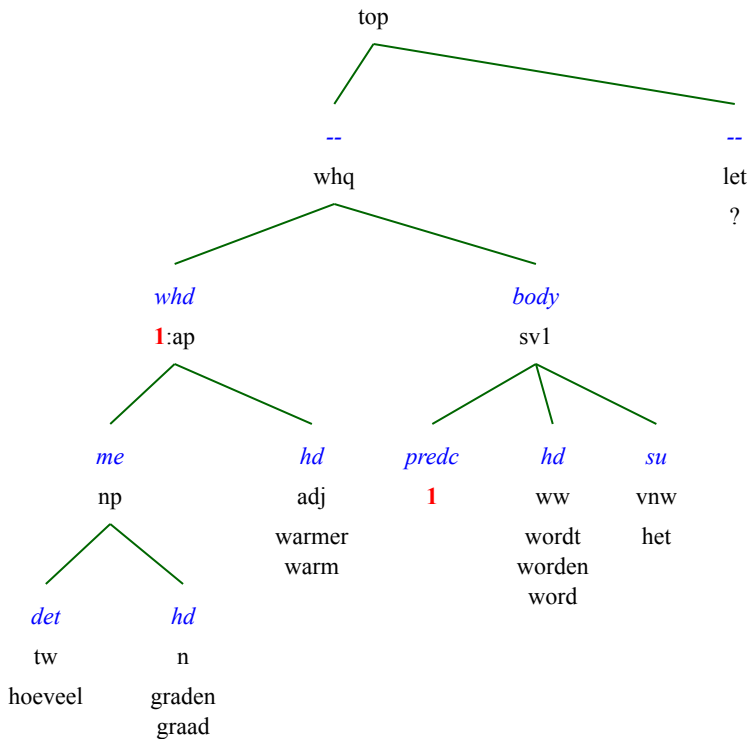 top
-- --
whq let
?
whd body
1:ap sv1
me hd predc hd su
np adj 1 ww vnw
warmer wordt het
warm worden
word
det hd
tw n
hoeveel graden
graad